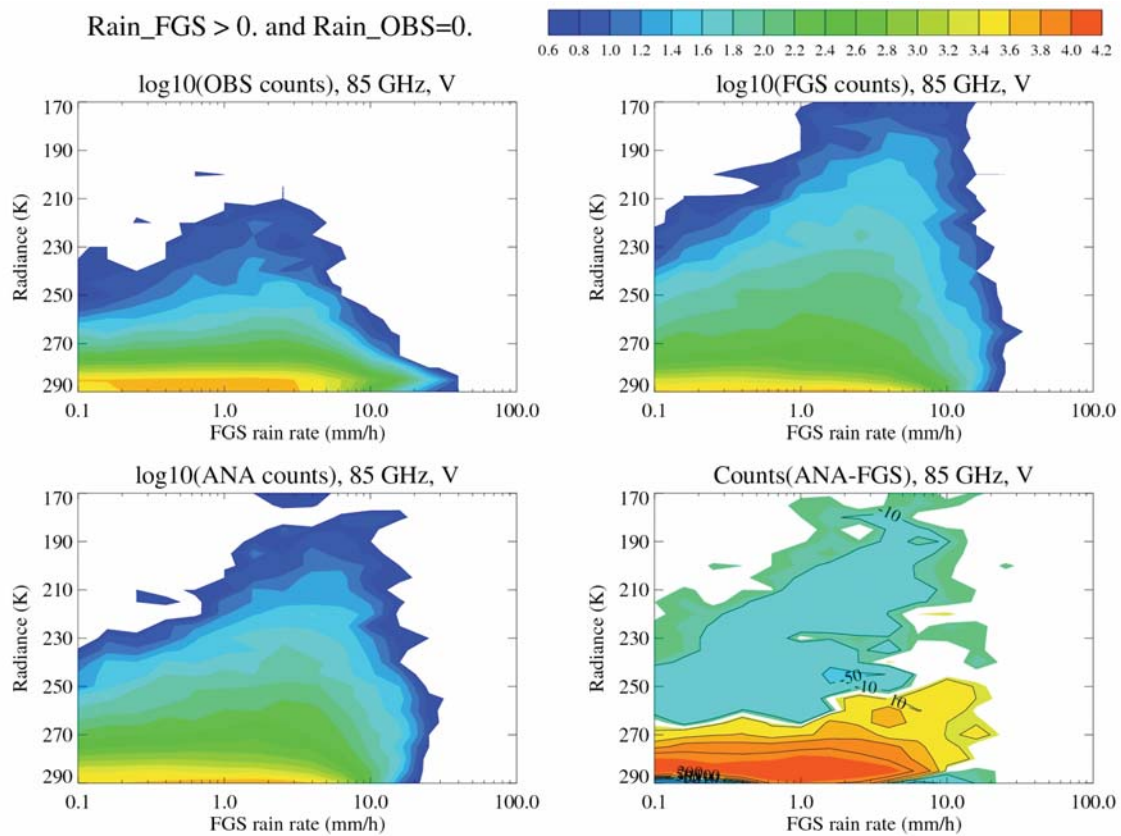 Rain_FGS > 0. and Rain_OBS=0.
0.6 0.8 1.0 1.2 1.4 1.6 1.8 2.0 2.2 2.4 2.6 2.8 3.0 3.2 3.4 3.6 3.8 4.0 4.2
log10(OBS counts), 85 GHz, V
170
190
210
230
250
270
290
Radiance (K)
0.1 1.0 10.0 100.0
FGS rain rate (mm/h)
log10(FGS counts), 85 GHz, V
170
190
210
230
250
270
290
Radiance (K)
0.1 1.0 10.0 100.0
FGS rain rate (mm/h)
log10(ANA counts), 85 GHz, V
170
190
210
230
250
270
290
Radiance (K)
0.1 1.0 10.0 100.0
FGS rain rate (mm/h)
Counts(ANA-FGS), 85 GHz, V
170
190
210
230
250
270
290
Radiance (K)
-10
-50
-10
10
0.1 1.0 10.0 100.0
FGS rain rate (mm/h)